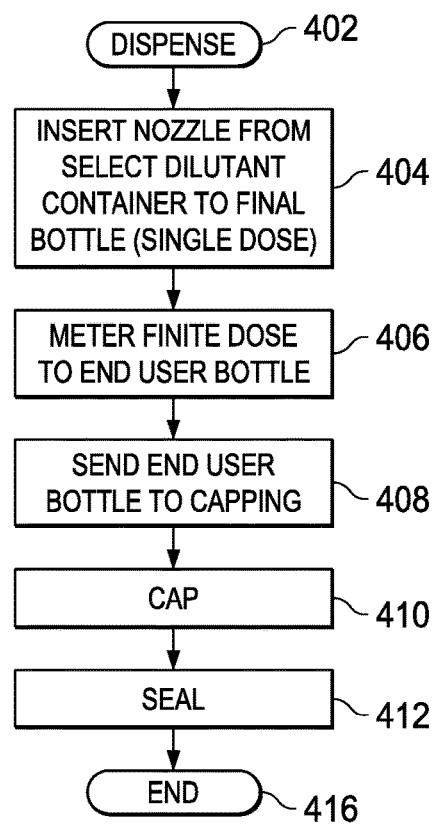 DISPENSE
402
INSERT NOZZLE FROM
SELECT DILUTANT
CONTAINER TO FINAL
BOTTLE (SINGLE DOSE)
404
METER FINITE DOSE
TO END USER BOTTLE
406
SEND END USER
BOTTLE TO CAPPING
408
CAP
410
SEAL
412
END
416